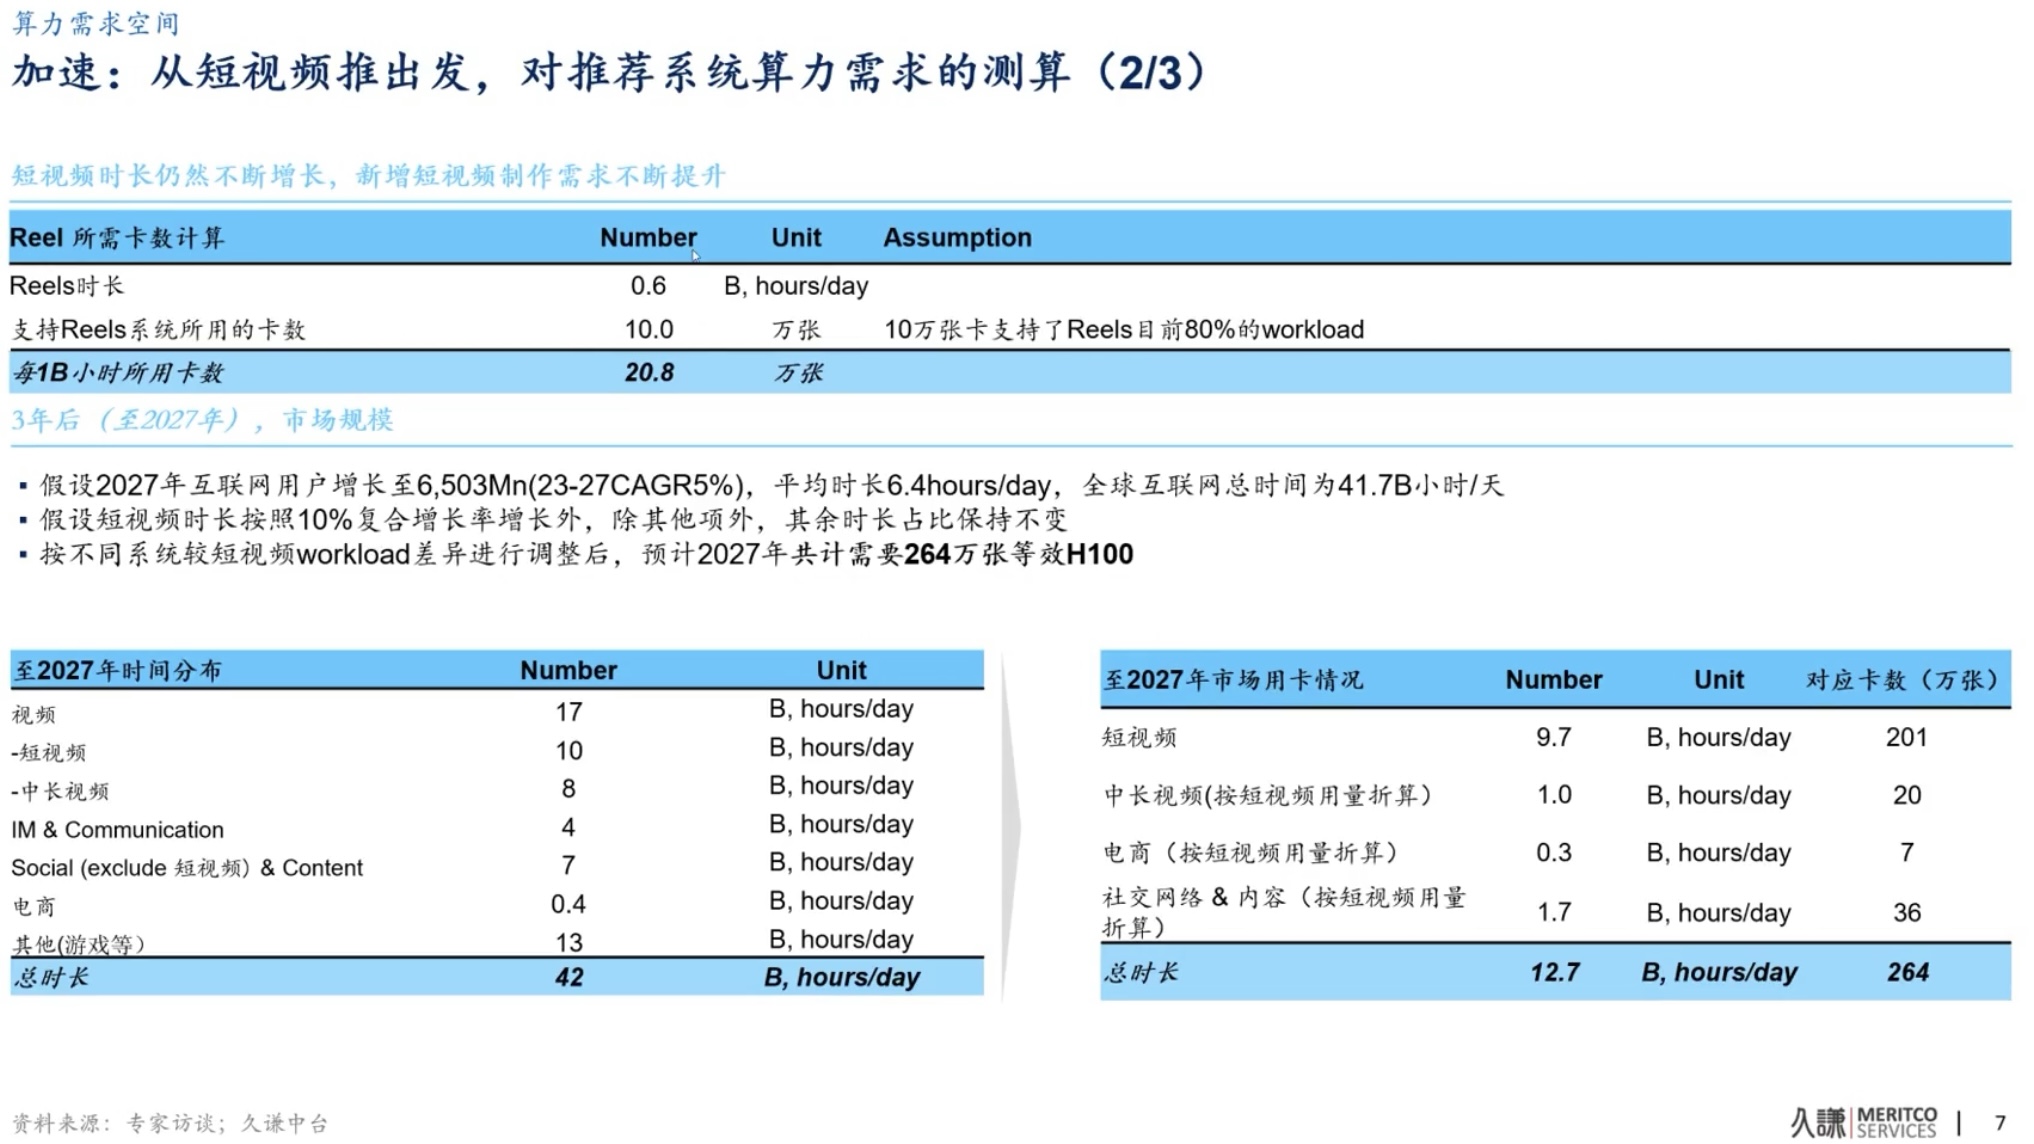 算力需求空间
加速：从短视频推出发，对推荐系统算力需求的测算（2/3）
短视频时长仍然不断增长，新增短视频制作需求不断提升
Reel 所需卡数计算 Number Unit Assumption
Reels时长 0.6 B, hours/day
支持Reels系统所用的卡数 10.0 万张 10万张卡支持了Reels目前80%的workload
每1B小时所用卡数 20.8 万张
3年后（至2027年），市场规模
▪ 假设2027年互联网用户增长至6,503Mn(23-27CAGR5%)，平均时长6.4hours/day，全球互联网总时间为41.7B小时/天
▪ 假设短视频时长按照10%复合增长率增长外，除其他项外，其余时长占比保持不变
▪ 按不同系统较短视频workload差异进行调整后，预计2027年共计需要264万张等效H100
至2027年时间分布 Number Unit
视频 17 B, hours/day
-短视频 10 B, hours/day
-中长视频 8 B, hours/day
IM & Communication 4 B, hours/day
Social (exclude 短视频) & Content 7 B, hours/day
电商 0.4 B, hours/day
其他(游戏等） 13 B, hours/day
总时长 42 B, hours/day
至2027年市场用卡情况 Number Unit 对应卡数（万张）
短视频 9.7 B, hours/day 201
中长视频(按短视频用量折算） 1.0 B, hours/day 20
电商（按短视频用量折算） 0.3 B, hours/day 7
社交网络 & 内容（按短视频用量
折算） 1.7 B, hours/day 36
总时长 12.7 B, hours/day 264
资料来源：专家访谈；久谦中台
久謙 MERITCO
SERVICES | 7